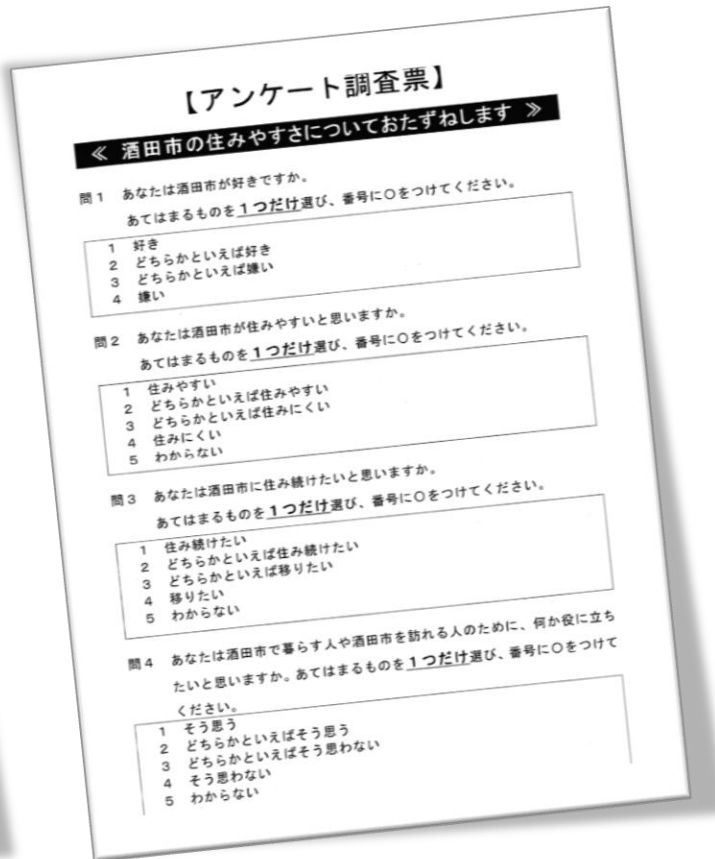 【アンケート調査票】
≪ 酒田市の住みやすさについておたずねします ≫
問1 あなたは酒田市が好きですか。
あてはまるものを1つだけ選び、番号に○をつけてください。
1 好き
2 どちらかといえば好き
3 どちらかといえば嫌い
4 嫌い
問2 あなたは酒田市が住みやすいと思いますか。
あてはまるものを1つだけ選び、番号に○をつけてください。
1 住みやすい
2 どちらかといえば住みやすい
3 どちらかといえば住みにくい
4 住みにくい
5 わからない
問3 あなたは酒田市に住み続けたいと思いますか。
あてはまるものを1つだけ選び、番号に○をつけてください。
1 住み続けたい
2 どちらかといえば住み続けたい
3 どちらかといえば移りたい
4 移りたい
5 わからない
問4 あなたは酒田市で暮らす人や酒田市を訪れる人のために、何か役に立ち
たいと思いますか。あてはまるものを1つだけ選び、番号に○をつけて
ください。
1 そう思う
2 どちらかといえばそう思う
3 どちらかといえばそう思わない
4 そう思わない
5 わからない